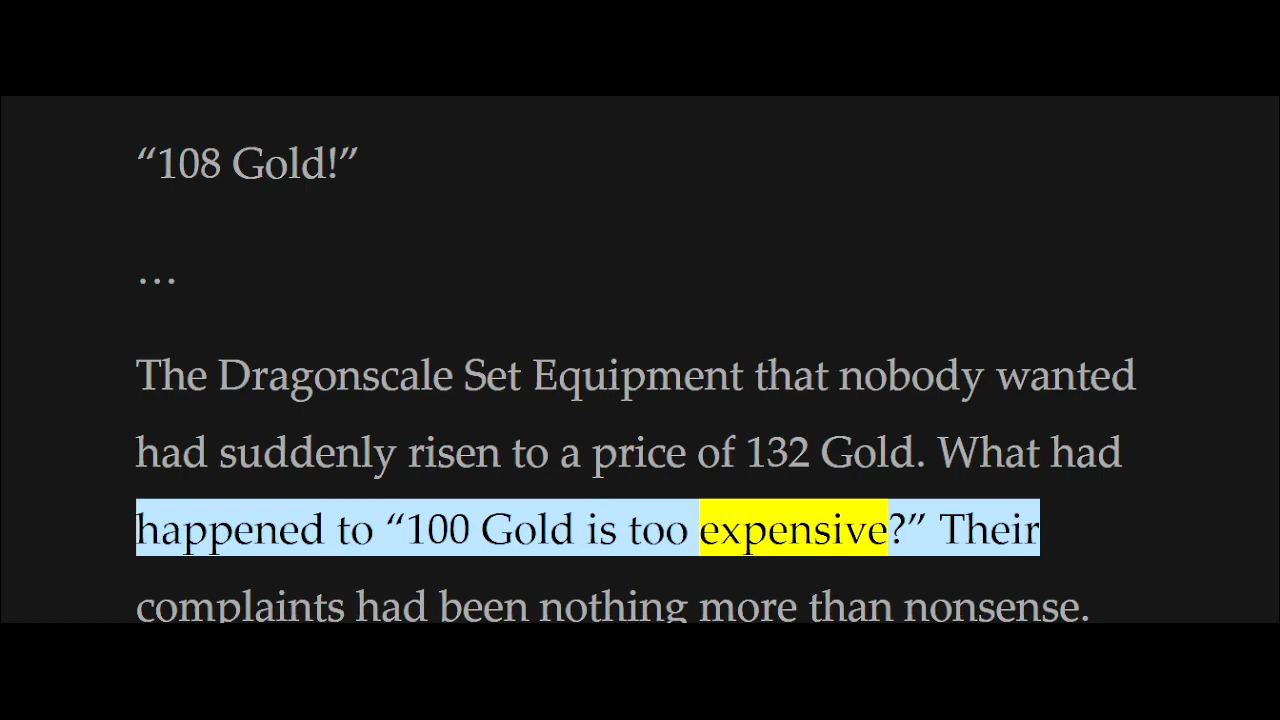 “108 Gold!”
…
The Dragonscale Set Equipment that nobody wanted
had suddenly risen to a price of 132 Gold. What had
happened to “100 Gold is too expensive?” Their
complaints had been nothing more than nonsense.